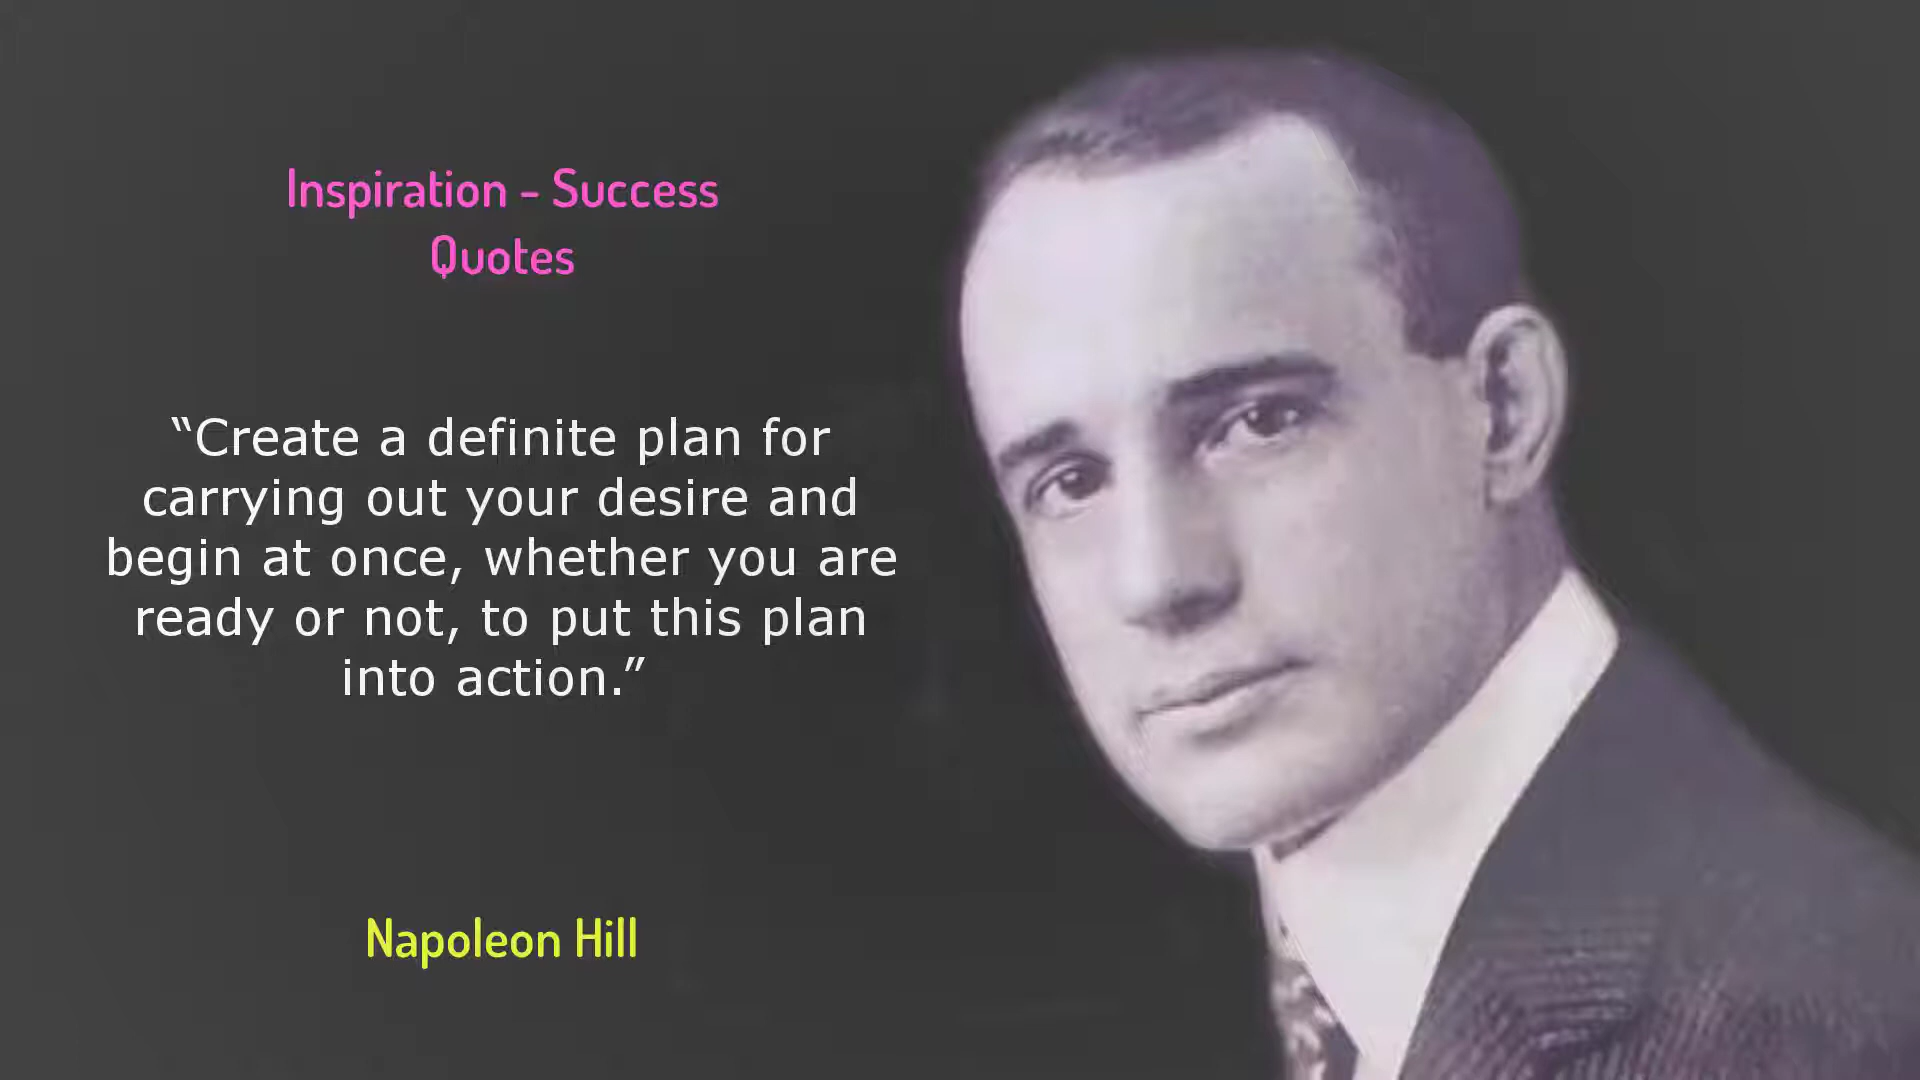 Inspiration - Success
Quotes
“Create a definite plan for
carrying out your desire and
begin at once, whether you are
ready or not, to put this plan
into action.”
Napoleon Hill